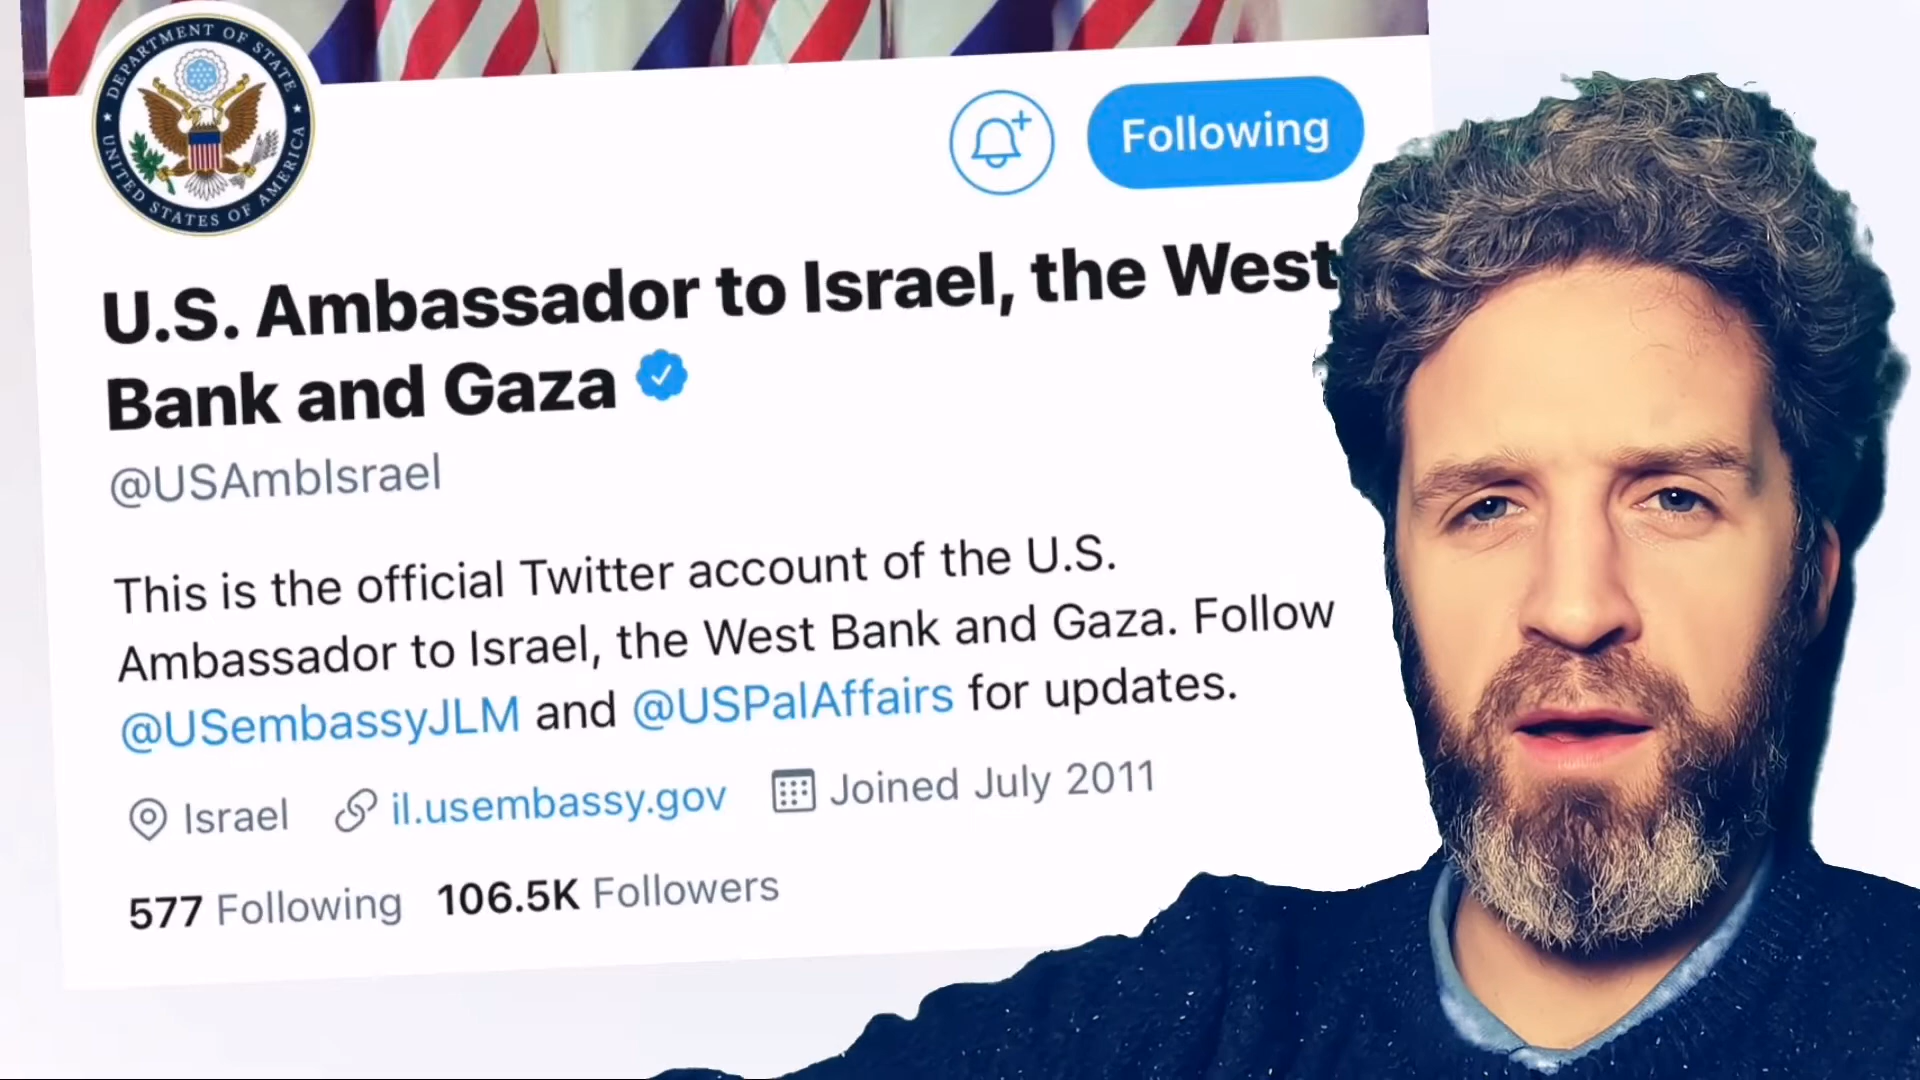 DEPARTMENT OF STATE
UNITED STATES OF AMERICA
Following
U.S. Ambassador to Israel, the West
Bank and Gaza
@USAmbIsrael
This is the official Twitter account of the U.S.
Ambassador to Israel, the West Bank and Gaza. Follow
@USembassyJLM and @USPalAffairs for updates.
Israel il.usembassy.gov Joined July 2011
577 Following 106.5K Followers